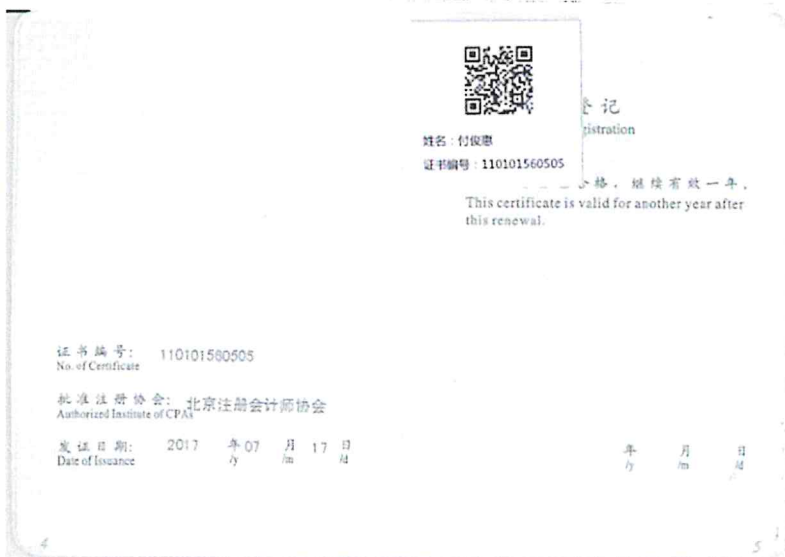 证书编号: 110101560505
No. of Certificate
批准注册协会: 北京注册会计师协会
Authorized Institute of CPAs
发证日期: 2017 年 07 月 17 日
Date of Issuance /y /m /d
4
姓名：付俊惠
证书编号：110101560505
登记
gistration
格，继续有效一年．
This certificate is valid for another year after
this renewal.
年 月 日
/y /m /d
5